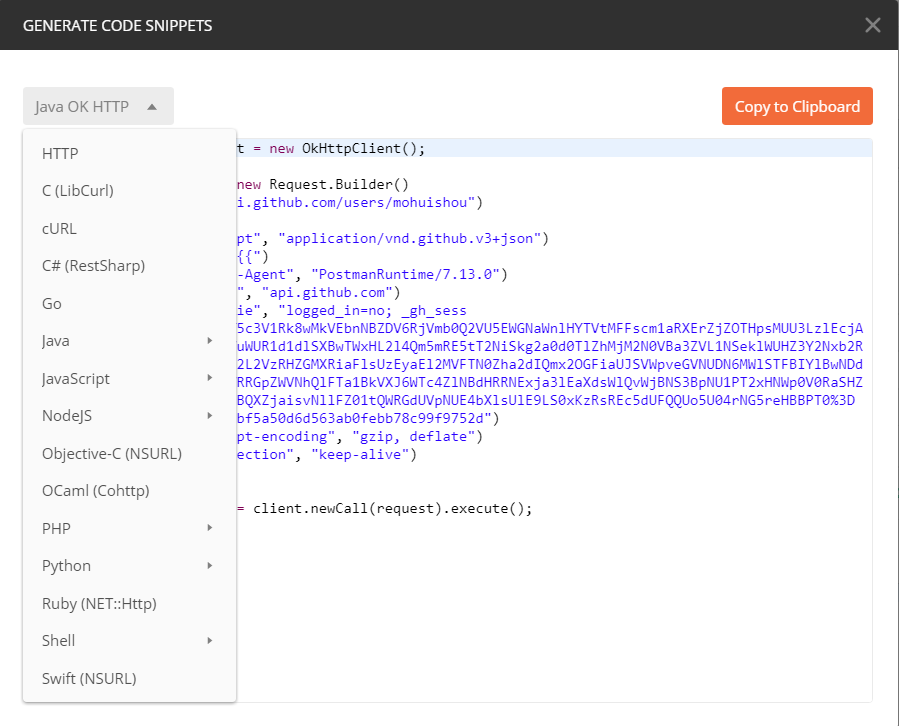 GENERATE CODE SNIPPETS
Java OK HTTP
Copy to Clipboard
HTTP
C (LibCurl)
cURL
C# (RestSharp)
Go
Java
JavaScript
NodeJS
Objective-C (NSURL)
OCaml (Cohttp)
PHP
Python
Ruby (NET::Http)
Shell
Swift (NSURL)
t = new OkHttpClient();
new Request.Builder()
i.github.com/users/mohuishou")
pt", "application/vnd.github.v3+json")
{{")
-Agent", "PostmanRuntime/7.13.0")
", "api.github.com")
ie", "logged_in=no; _gh_sess
5c3V1Rk8wMkVEbnNBZDV6RjVmb0Q2VU5EWGNaWnlHYTVtMFFscm1aRXErZjZOTHpsMUU3LzlEcjA
uWUR1d1dlSXBwTWxHL2l4Qm5mRE5tT2NiSkg2a0d0TlZhMjM2N0VBa3ZVL1NSeklWUHZ3Y2Nxb2R
2L2VzRHZGMXRiaFlsUzEyaEl2MVFTN0Zha2dIQmx2OGFiaUJSVWpveGVNUDN6MWlSTFBIYlBwNDd
RRGpZWVNhQlFTa1BkVXJ6WTc4ZlNBdHRRNExja3lEaXdsWlQvWjBNS3BpNU1PT2xHNWp0V0RaSHZ
BQXZjaisvNllFZ01tQWRGdUVpNUE4bXlsUlE9LS0xKzRsREc5dUFQQUo5U04rNG5reHBBPT0%3D
bf5a50d6d563ab0febb78c99f9752d")
pt-encoding", "gzip, deflate")
ection", "keep-alive")
= client.newCall(request).execute();